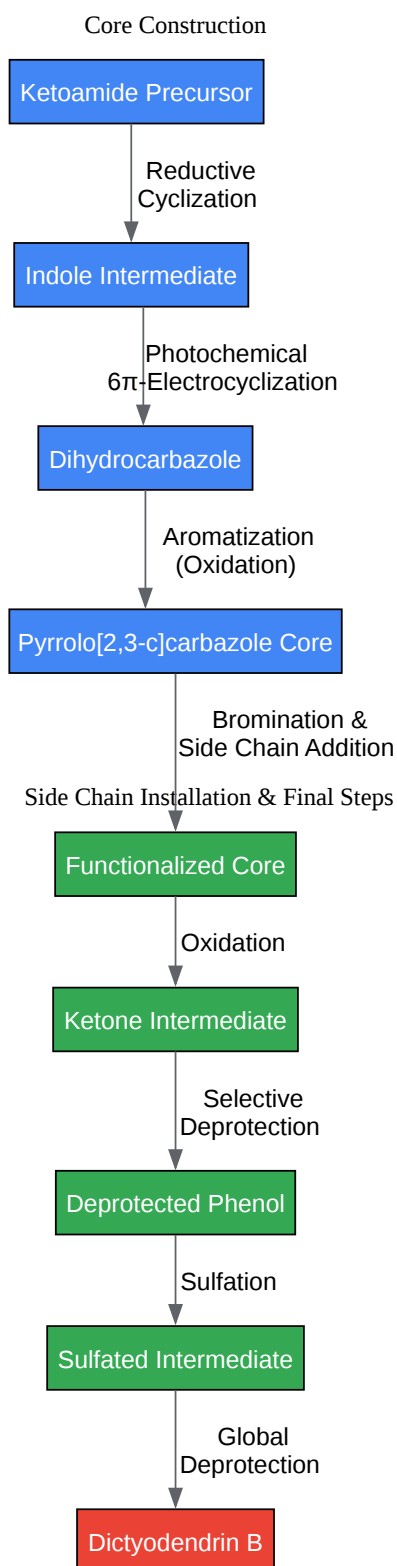 Core Construction
Ketoamide Precursor
Reductive
Cyclization
Indole Intermediate
Photochemical
6π-Electrocyclization
Dihydrocarbazole
Aromatization
(Oxidation)
Pyrrolo[2,3-c]carbazole Core
Bromination &
Side Chain Addition
Side Chain Installation & Final Steps
Functionalized Core
Oxidation
Ketone Intermediate
Selective
Deprotection
Deprotected Phenol
Sulfation
Sulfated Intermediate
Global
Deprotection
Dictyodendrin B